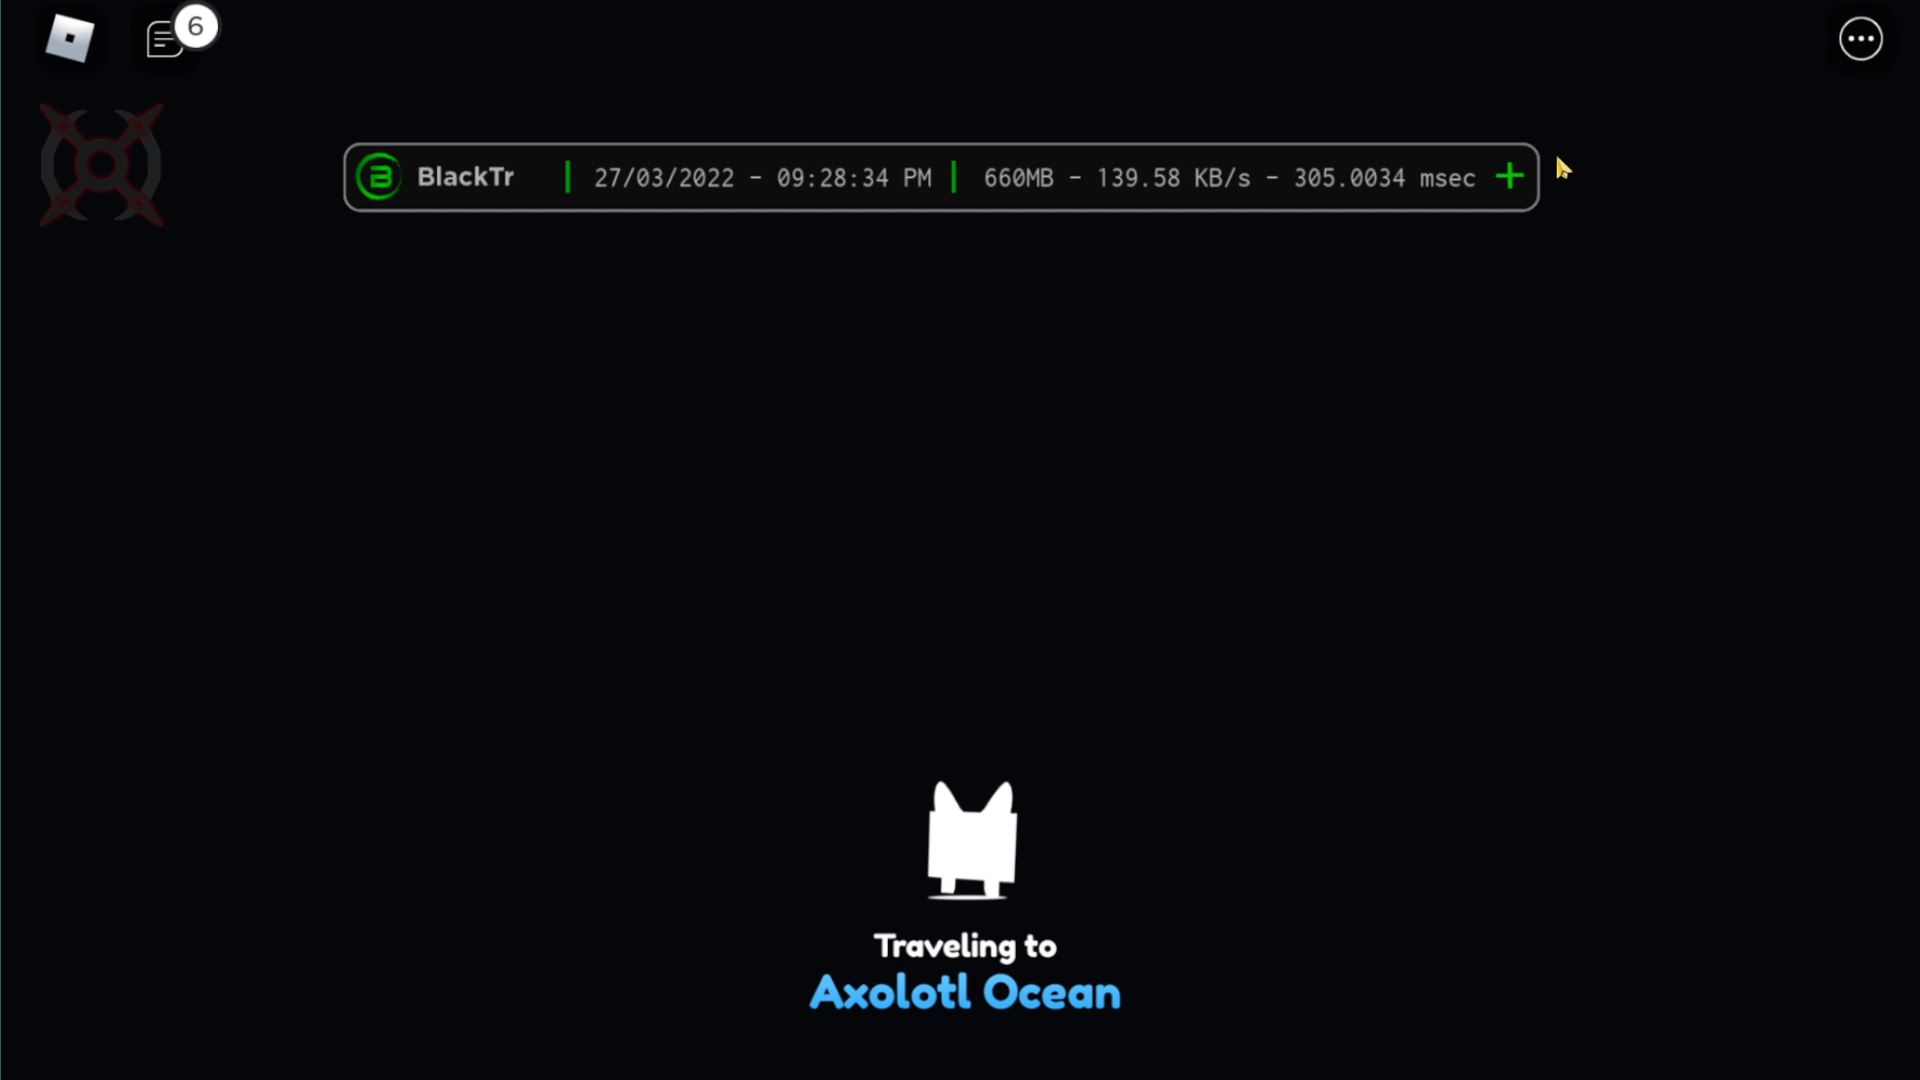 6
BlackTr | 27/03/2022 - 09:28:34 PM | 660MB - 139.58 KB/s - 305.0034 msec +
Traveling to
Axolotl Ocean